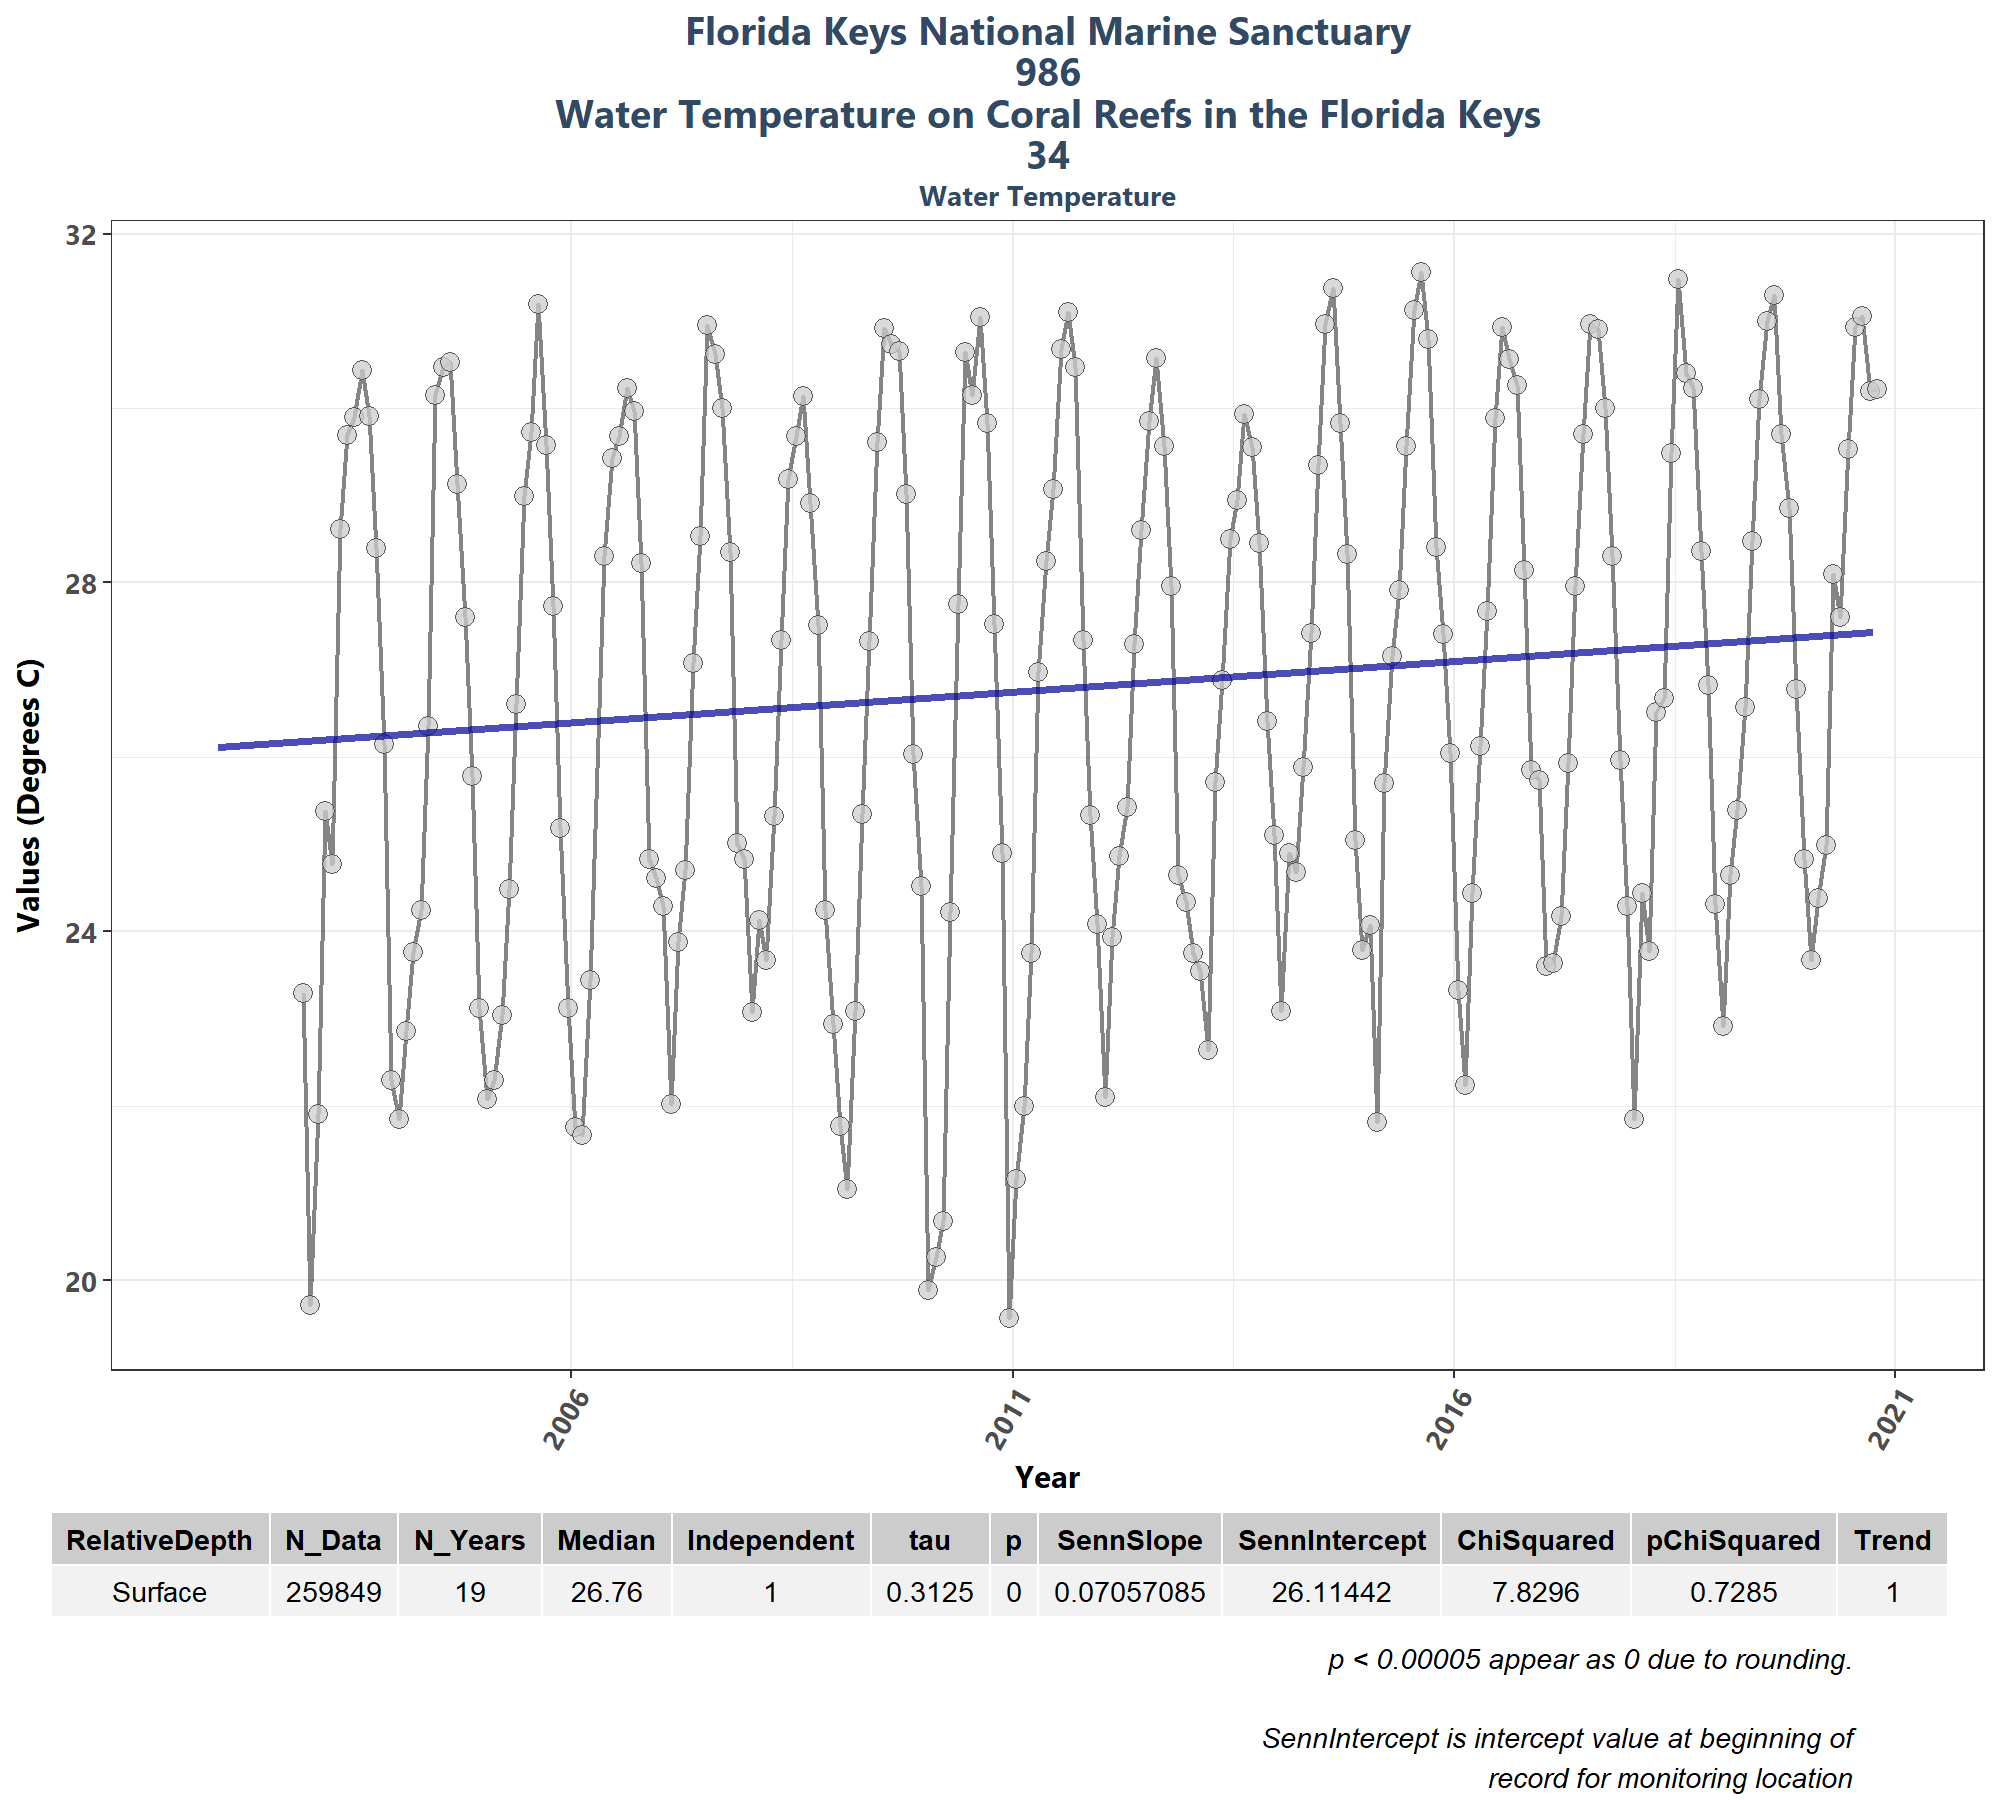 Florida Keys National Marine Sanctuary
986
Water Temperature on Coral Reefs in the Florida Keys
34
Water Temperature
32
28
24
20
Values (Degrees C)
2006 2011 2016 2021
Year
RelativeDepth N_Data N_Years Median Independent tau p SennSlope SennIntercept ChiSquared pChiSquared Trend
Surface 259849 19 26.76 1 0.3125 0 0.07057085 26.11442 7.8296 0.7285 1
p < 0.00005 appear as 0 due to rounding.
SennIntercept is intercept value at beginning of
record for monitoring location